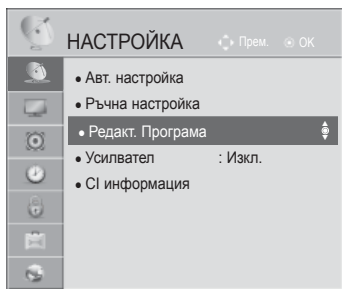 НАСТРОЙКА Прем. OK
• Авт. настройка
• Ръчна настройка
• Редакт. Програма
• Усилвател : Изкл.
• CI информация